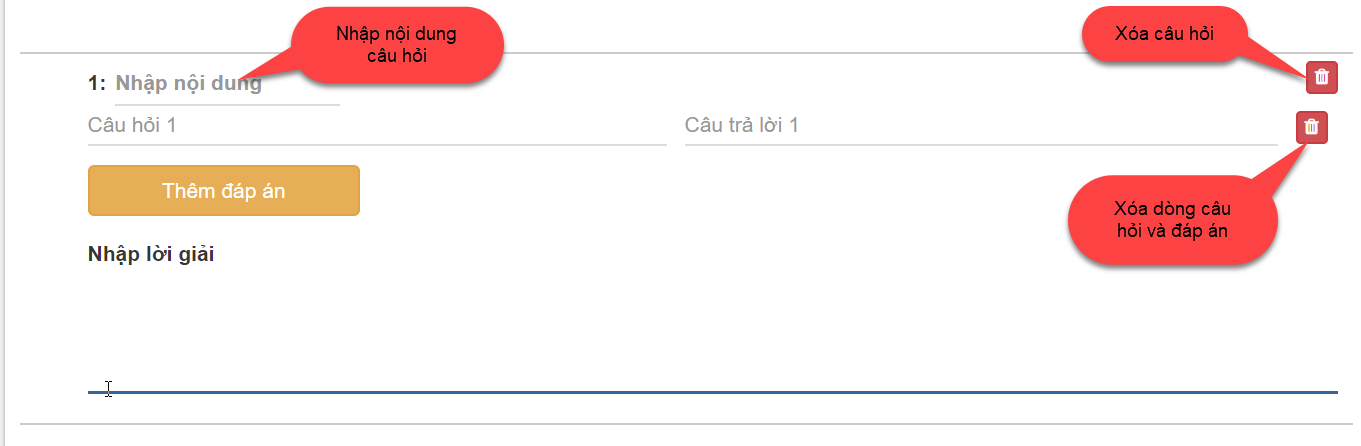 Nhập nội dung
câu hỏi
Xóa câu hỏi
1: Nhập nội dung
Câu hỏi 1
Câu trả lời 1
Thêm đáp án
Xóa dòng câu
hỏi và đáp án
Nhập lời giải